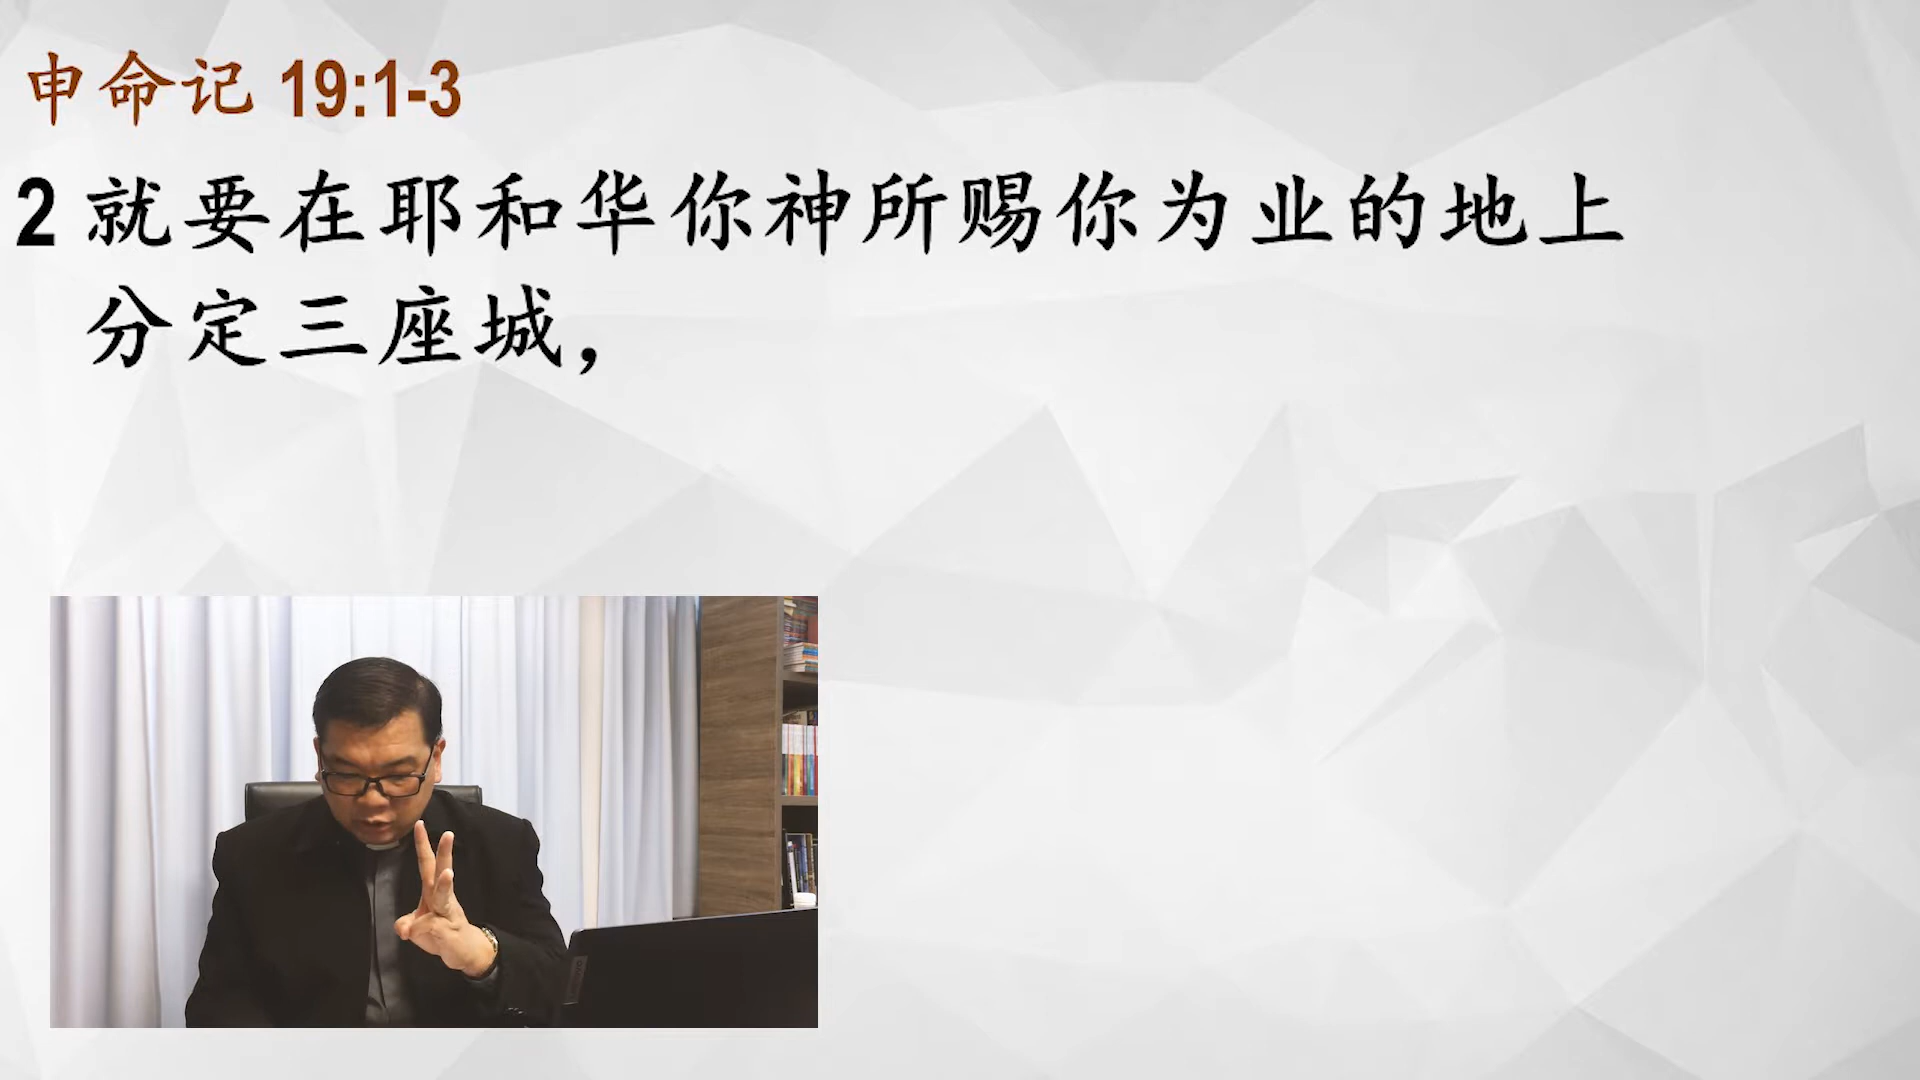 申命记 19:1-3
2 就要在耶和华你神所赐你为业的地上
分定三座城，